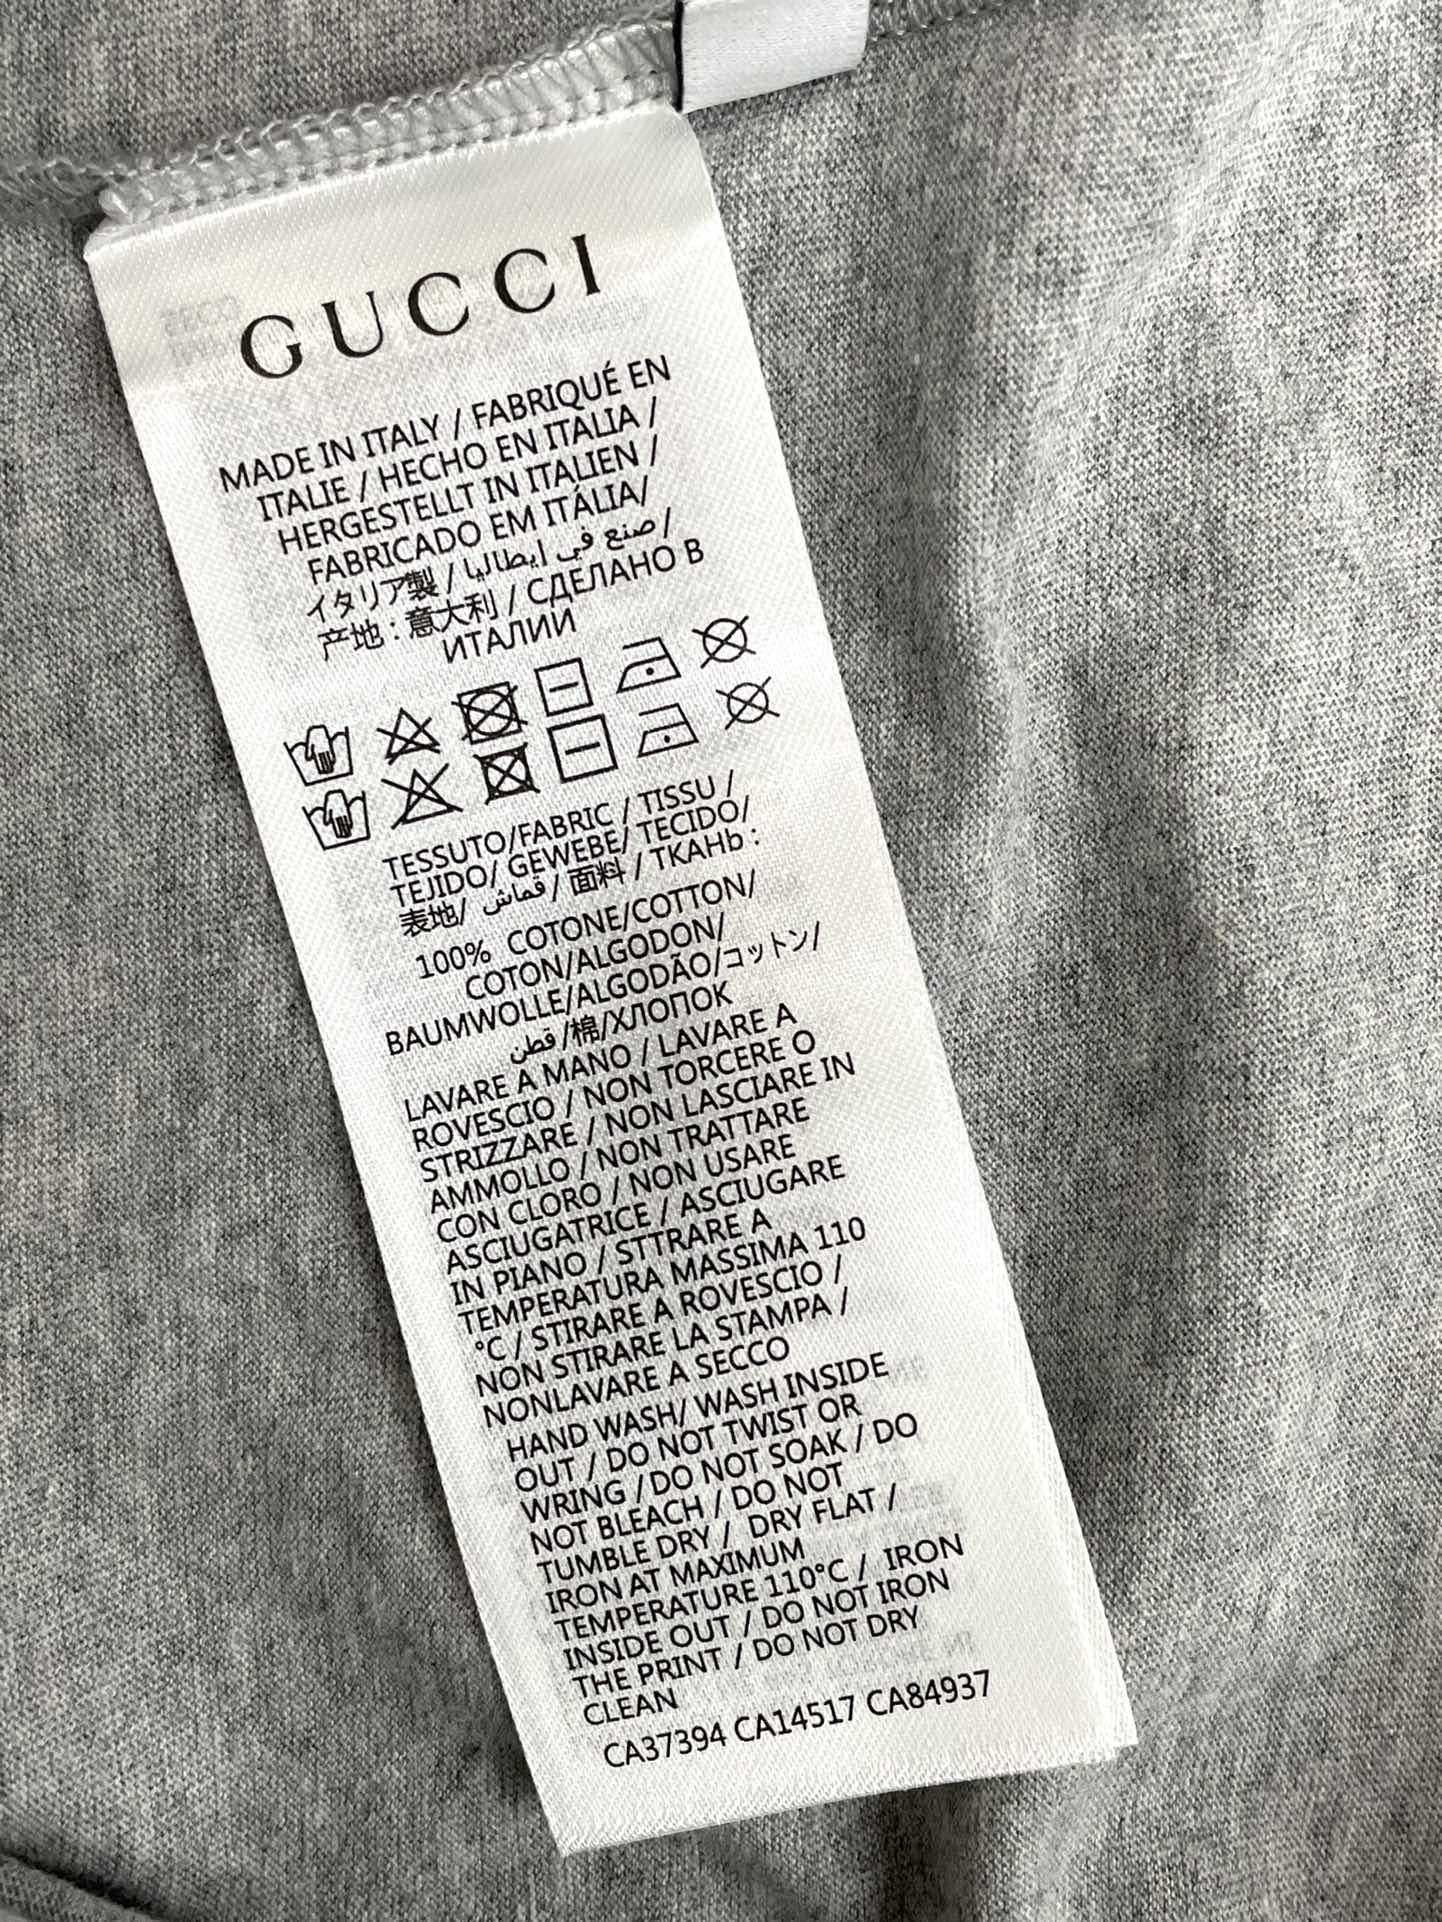 GUCCI
MADE IN ITALY / FABRIQUÉ EN
ITALIE / HECHO EN ITALIA /
HERGESTELLT IN ITALIEN /
FABRICADO EM ITÁLIA/
イタリア製 / صنع في إيطاليا /
产地 : 意大利 / СДЕЛАНО В
ИТАЛИИ
TESSUTO/FABRIC / TISSU /
TEJIDO/ GEWEBE/ TECIDO/
表地/ قماش / 面料 / TKAHb :
100% COTONE/COTTON/
COTON/ALGODON/
BAUMWOLLE/ALGODÃO/コットン/
قطن /棉/ХЛОПОК
LAVARE A MANO / LAVARE A
ROVESCIO / NON TORCERE O
STRIZZARE / NON LASCIARE IN
AMMOLLO / NON TRATTARE
CON CLORO / NON USARE
ASCIUGATRICE / ASCIUGARE
IN PIANO / STTRARE A
TEMPERATURA MASSIMA 110
°C / STIRARE A ROVESCIO /
NON STIRARE LA STAMPA /
NONLAVARE A SECCO
HAND WASH/ WASH INSIDE
OUT / DO NOT TWIST OR
WRING / DO NOT SOAK / DO
NOT BLEACH / DO NOT
TUMBLE DRY / DRY FLAT /
IRON AT MAXIMUM
TEMPERATURE 110°C / IRON
INSIDE OUT / DO NOT IRON
THE PRINT / DO NOT DRY
CLEAN
CA37394 CA14517 CA84937